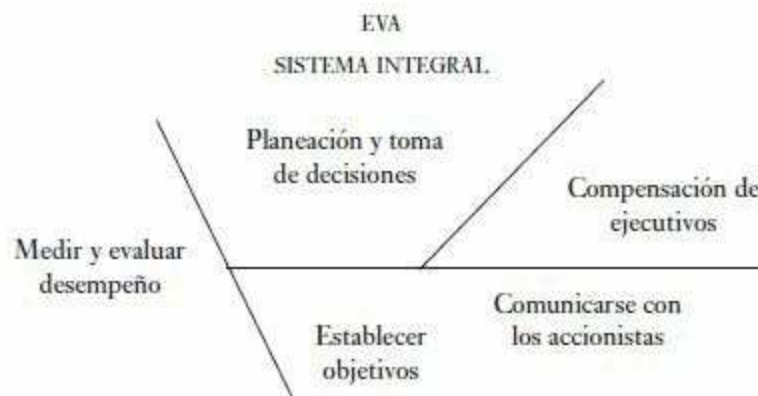 EVA
SISTEMA INTEGRAL
Planeación y toma
de decisiones
Compensación de
ejecutivos
Medir y evaluar
desempeño
Comunicarse con
los accionistas
Establecer
objetivos